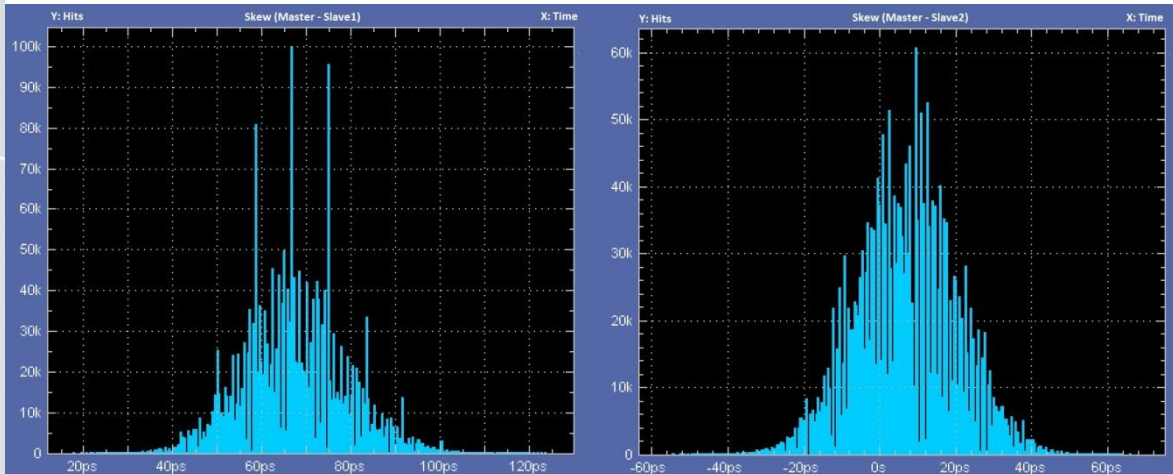 Y: Hits Skew (Master - Slave1) X: Time
100k
90k
80k
70k
60k
50k
40k
30k
20k
10k
0
20ps 40ps 60ps 80ps 100ps 120ps
Y: Hits Skew (Master - Slave2) X: Time
60k
50k
40k
30k
20k
10k
0
-60ps -40ps -20ps 0s 20ps 40ps 60ps